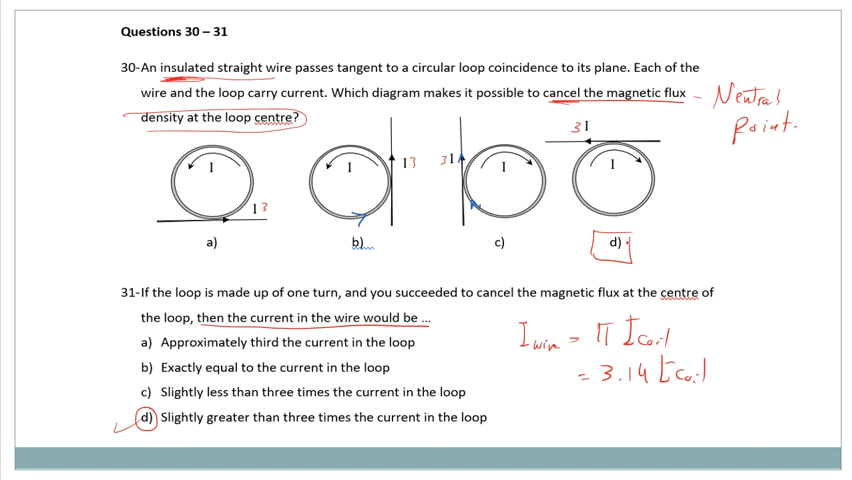 Questions 30 – 31
30-An insulated straight wire passes tangent to a circular loop coincidence to its plane. Each of the
wire and the loop carry current. Which diagram makes it possible to cancel the magnetic flux
density at the loop centre?
- Neutral
Point.
I
I 3
a)
I
I 3
b)
3 I
I
c)
3 I
I
d)
31-If the loop is made up of one turn, and you succeeded to cancel the magnetic flux at the centre of
the loop, then the current in the wire would be ...
a) Approximately third the current in the loop
b) Exactly equal to the current in the loop
c) Slightly less than three times the current in the loop
d) Slightly greater than three times the current in the loop
I wire = π I coil
= 3.14 I coil